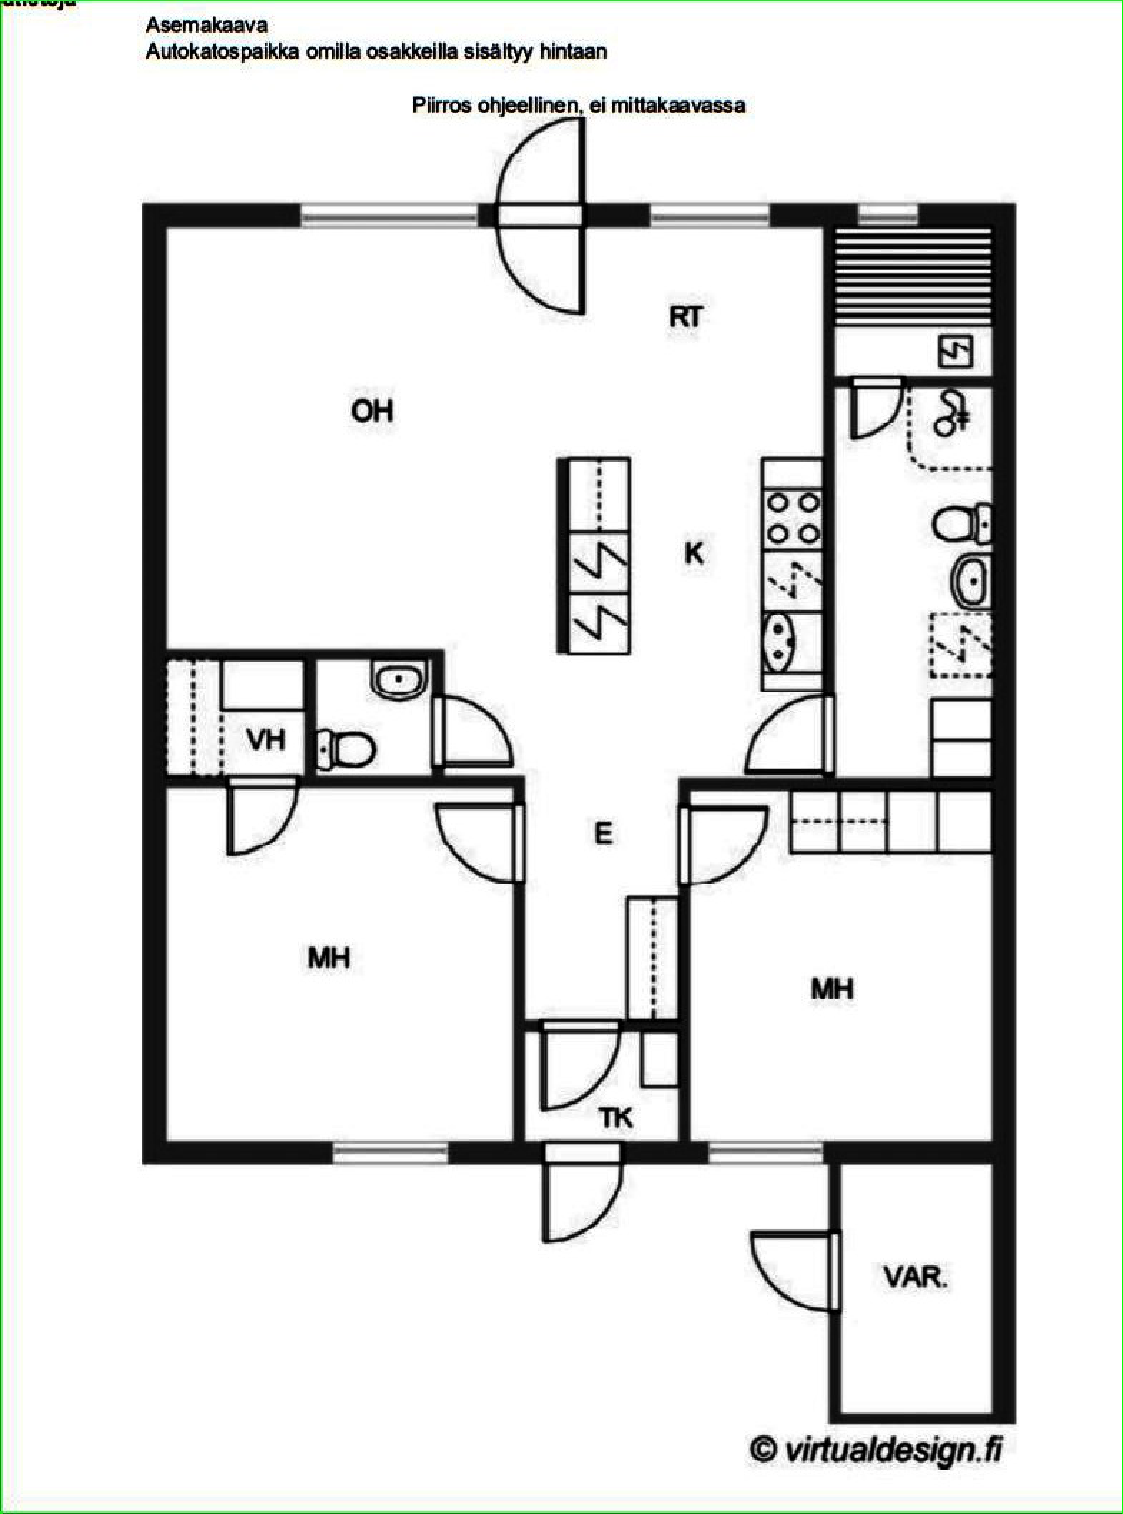 Asemakaava
Autokatospaikka omilla osakkeilla sisältyy hintaan
Piirros ohjeellinen, ei mittakaavassa
RT
OH
K
VH
E
MH
MH
TK
VAR.
© virtualdesign.fi